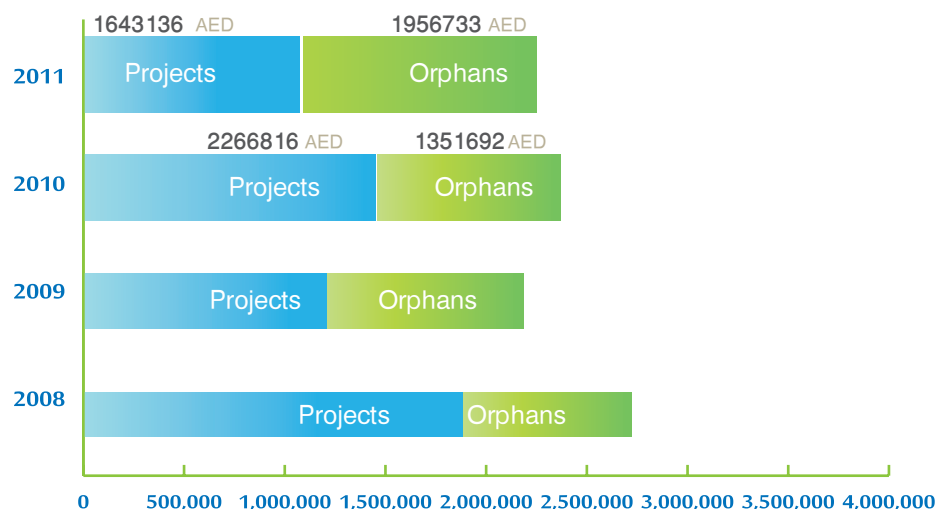 1643136 AED 1956733 AED
2011 Projects Orphans
2266816 AED 1351692 AED
2010 Projects Orphans
2009 Projects Orphans
2008 Projects Orphans
0 500,000 1,000,000 1,500,000 2,000,000 2,500,000 3,000,000 3,500,000 4,000,000